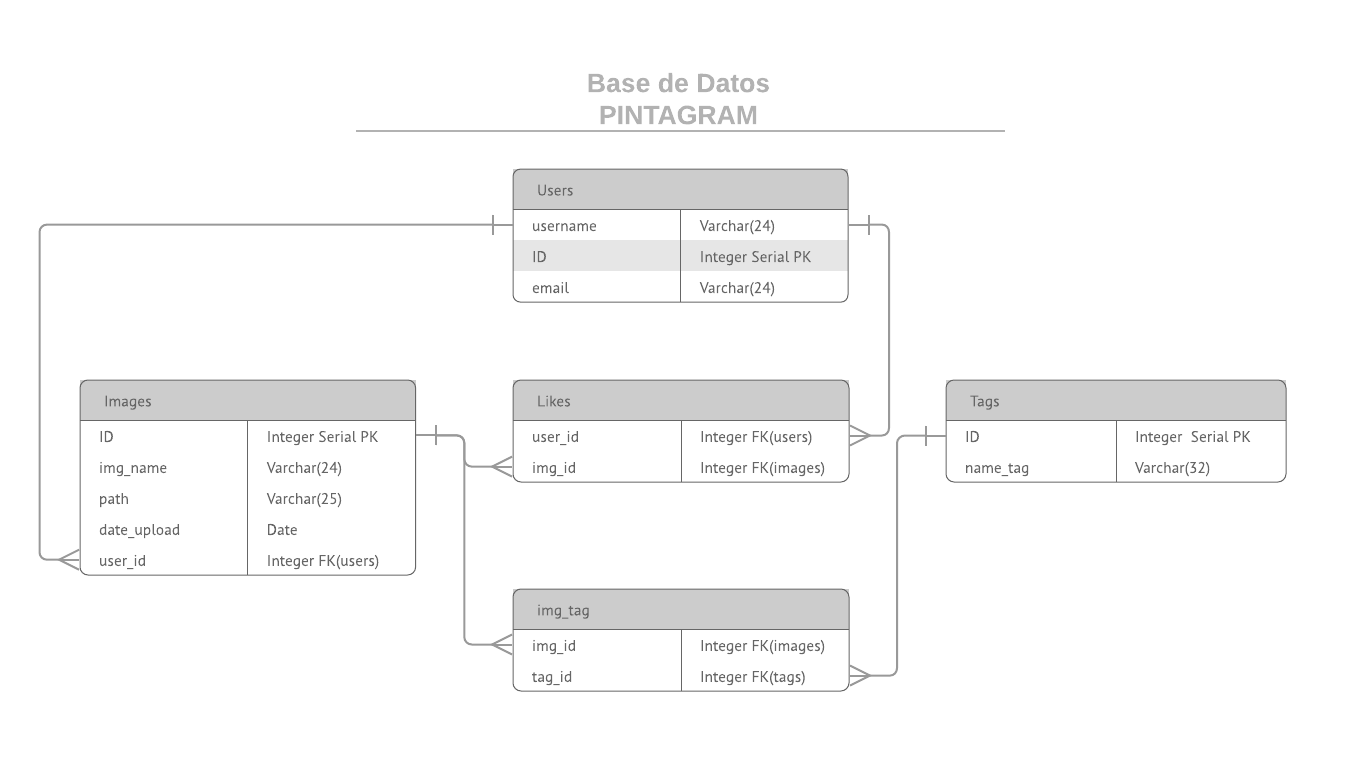 Base de Datos
PINTAGRAM
Users
username Varchar(24)
ID Integer Serial PK
email Varchar(24)
Images
ID Integer Serial PK
img_name Varchar(24)
path Varchar(25)
date_upload Date
user_id Integer FK(users)
Likes
user_id Integer FK(users)
img_id Integer FK(images)
Tags
ID Integer  Serial PK
name_tag Varchar(32)
img_tag
img_id Integer FK(images)
tag_id Integer FK(tags)